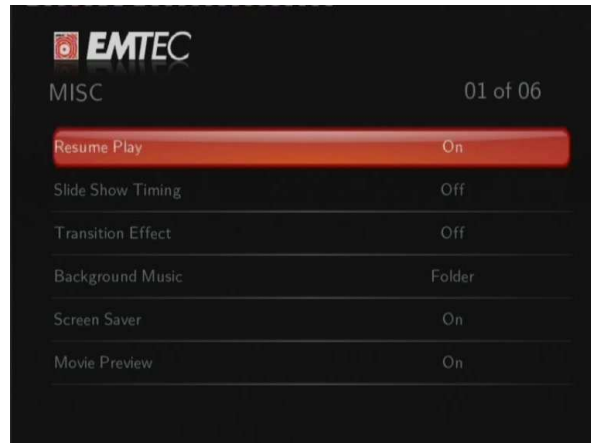 EMTEC
MISC 01 of 06
Resume Play On
Slide Show Timing Off
Transition Effect Off
Background Music Folder
Screen Saver On
Movie Preview On